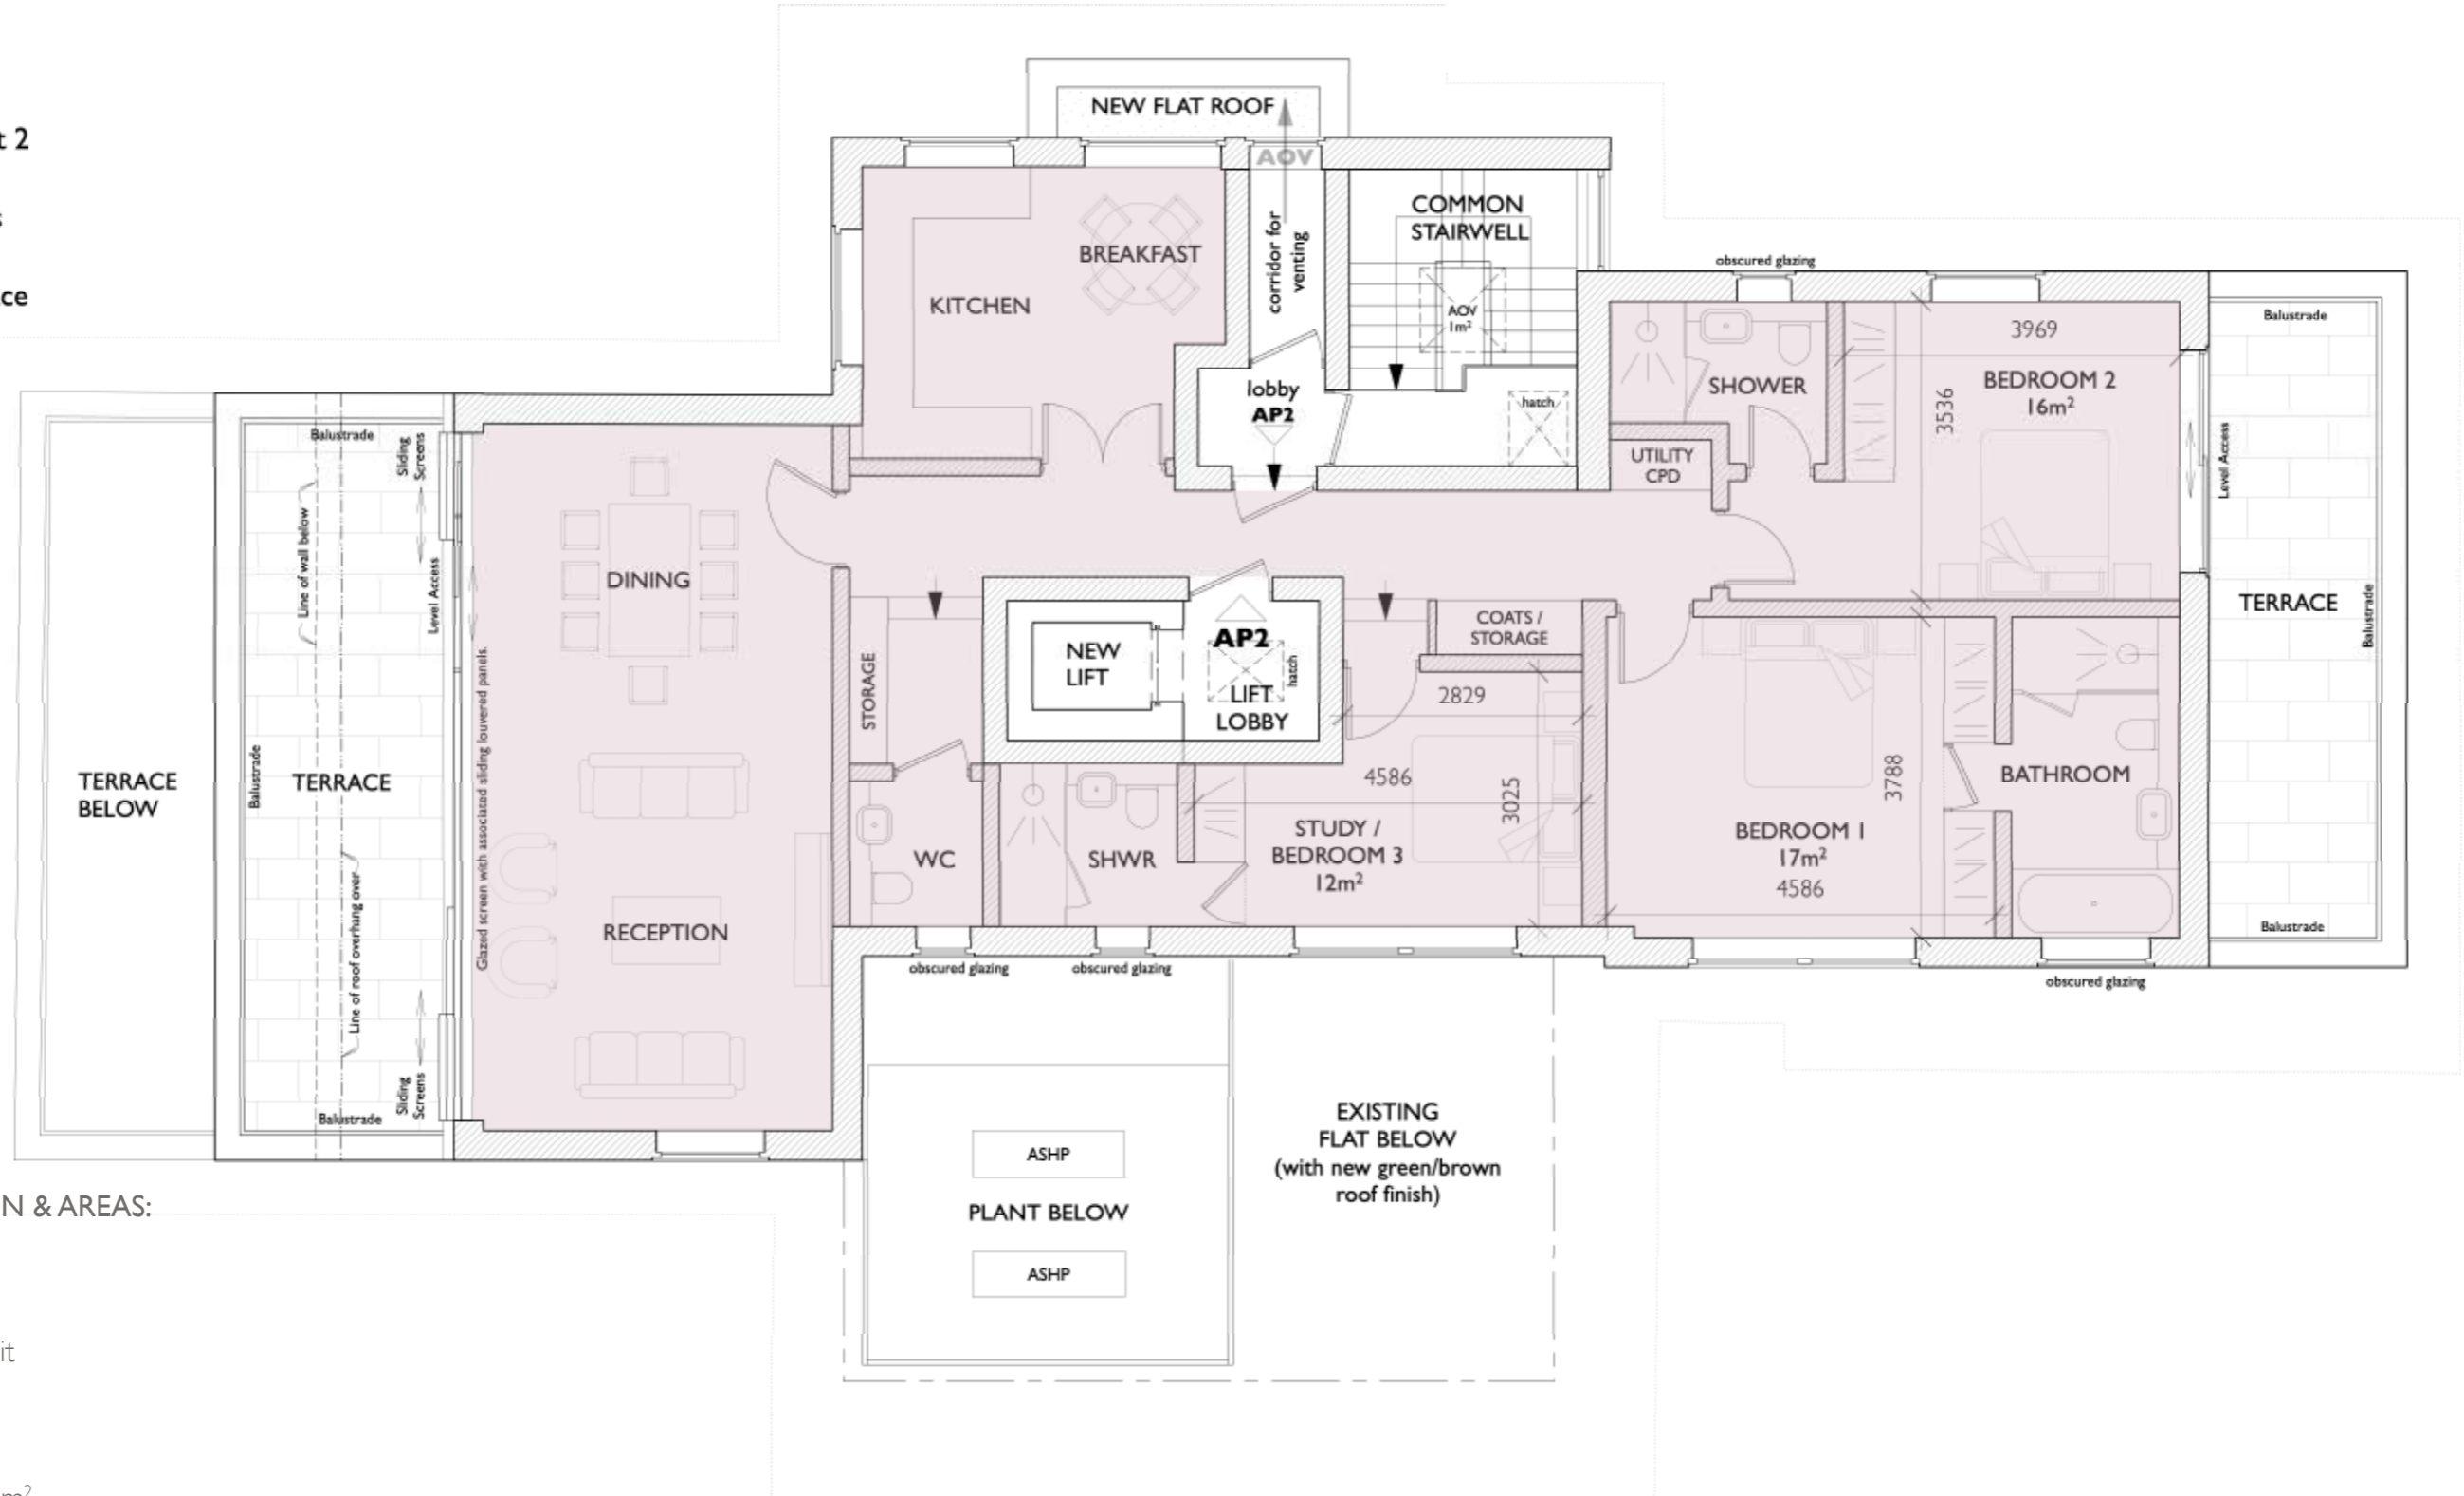 t 2
s
ce
NEW FLAT ROOF
AOV
corridor for
venting
COMMON
STAIRWELL
AOV
1m²
BREAKFAST
KITCHEN
lobby
AP2
hatch
obscured glazing
SHOWER
UTILITY
CPD
3969
BEDROOM 2
16m²
3536
Balustrade
Level Access
TERRACE
Balustrade
Balustrade
TERRACE
BELOW
Balustrade
Sliding
Screens
Line of wall below
Level Access
Balustrade
TERRACE
Line of roof overhang over
Glazed screen with associated sliding louvered panels.
Sliding
Screens
Balustrade
DINING
RECEPTION
STORAGE
NEW
LIFT
AP2
hatch
LIFT
LOBBY
COATS /
STORAGE
2829
4586
3025
STUDY /
BEDROOM 3
12m²
WC
SHWR
BEDROOM 1
17m²
4586
3788
BATHROOM
obscured glazing
obscured glazing
obscured glazing
ASHP
PLANT BELOW
ASHP
EXISTING
FLAT BELOW
(with new green/brown
roof finish)
N & AREAS:
it
m²